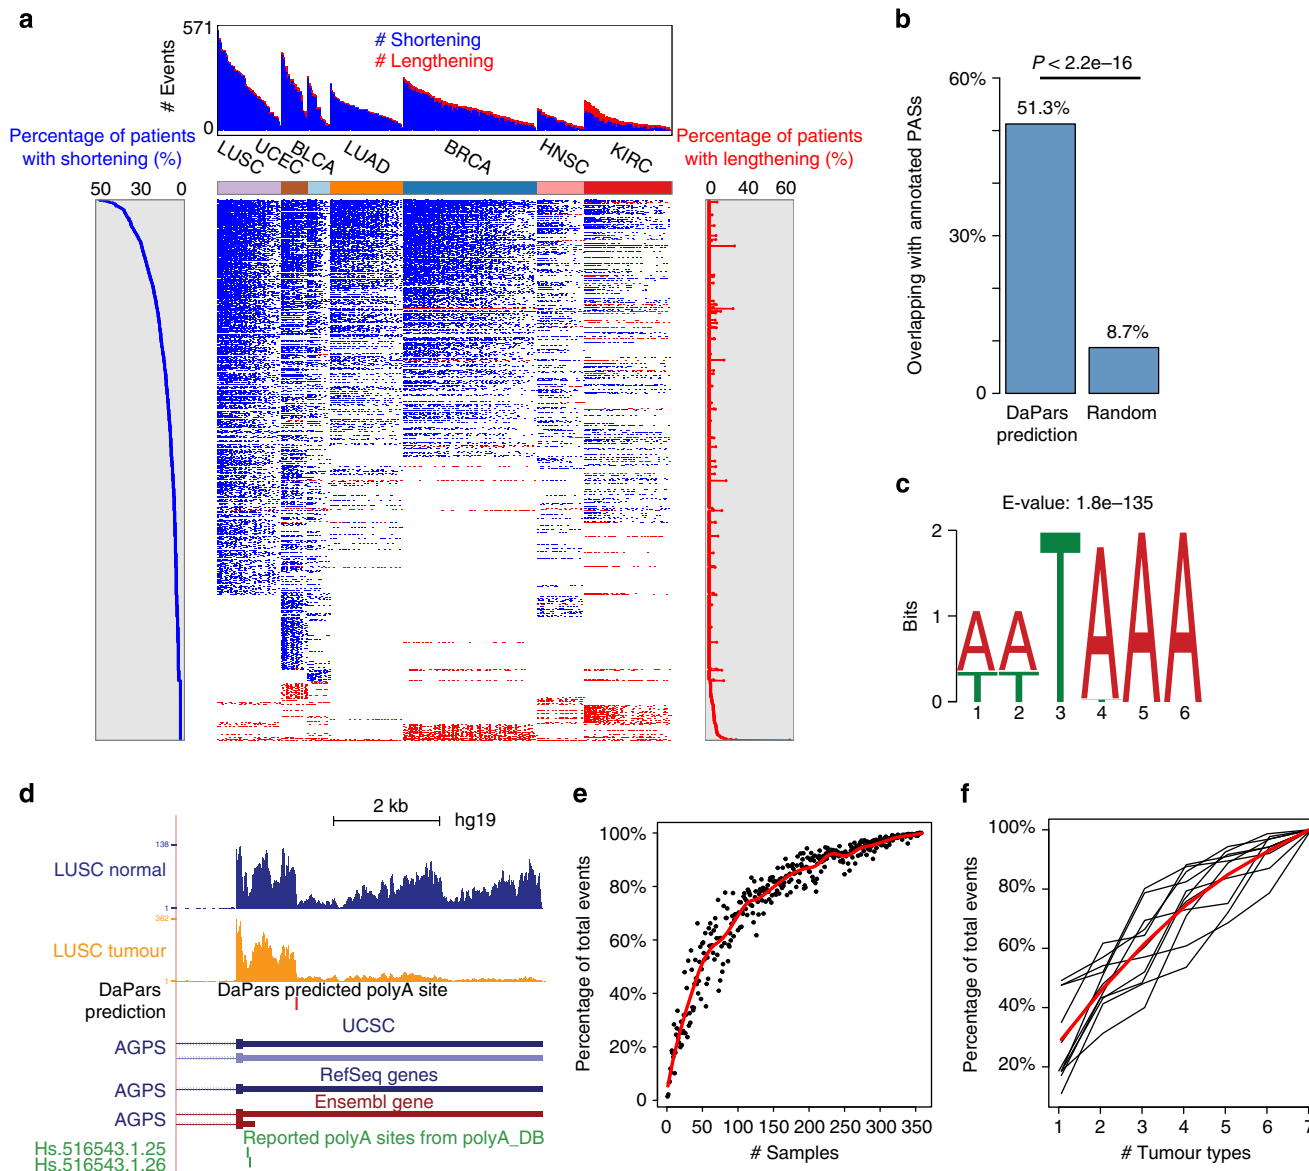 a
571
# Events
0
# Shortening
# Lengthening
Percentage of patients
with shortening (%)
50 30 0
LUSC
UCEC
BLCA
LUAD
BRCA
HNSC
KIRC
Percentage of patients
with lengthening (%)
0 40 60
b
P < 2.2e–16
60%
51.3%
30%
8.7%
0
Overlapping with annotated PASs
DaPars
prediction
Random
c
E-value: 1.8e–135
2
1
0
Bits
A A T A A A
T T
1 2 3 4 5 6
d
2 kb
hg19
138
LUSC normal
1
362
LUSC tumour
1
DaPars
prediction
DaPars predicted polyA site
UCSC
AGPS
RefSeq genes
AGPS
Ensembl gene
AGPS
Reported polyA sites from polyA_DB
Hs.516543.1.25
Hs.516543.1.26
e
Percentage of total events
100%
80%
60%
40%
20%
0
0 50 100 150 200 250 300 350
# Samples
f
Percentage of total events
100%
80%
60%
40%
20%
1 2 3 4 5 6 7
# Tumour types